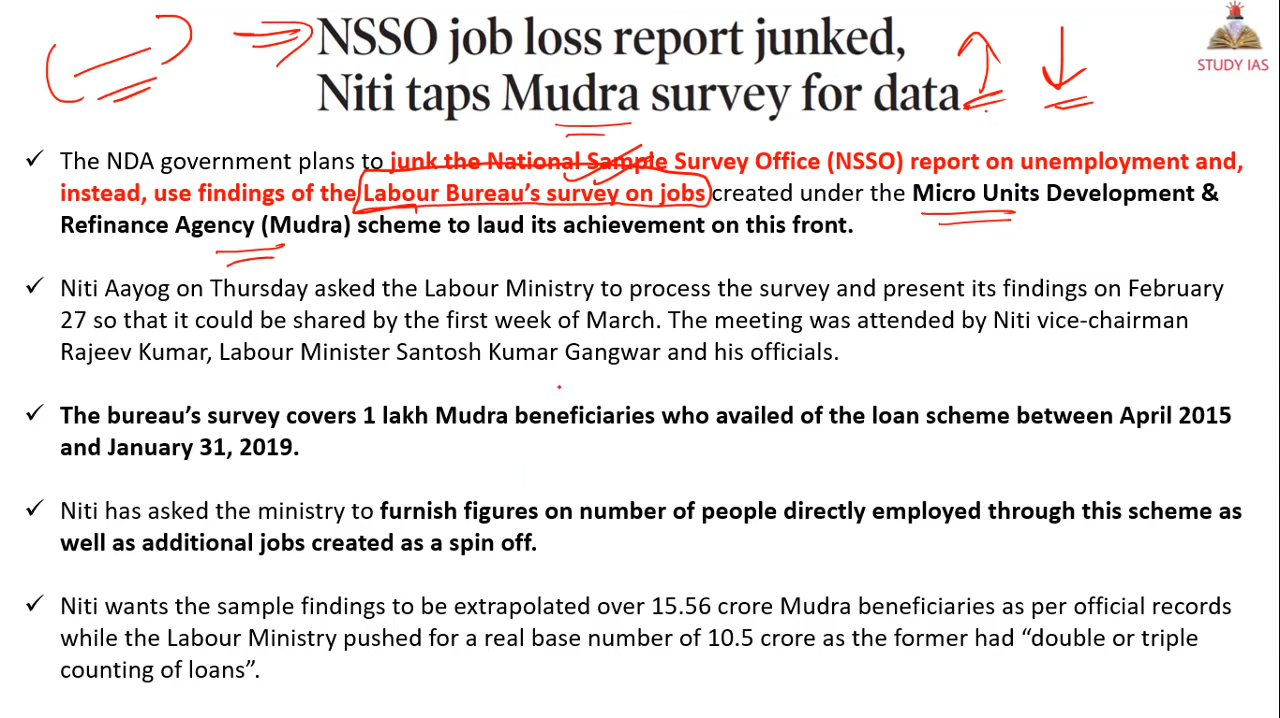 NSSO job loss report junked,
Niti taps Mudra survey for data
STUDY IAS
✓ The NDA government plans to junk the National Sample Survey Office (NSSO) report on unemployment and,
instead, use findings of the Labour Bureau's survey on jobs created under the Micro Units Development &
Refinance Agency (Mudra) scheme to laud its achievement on this front.
✓ Niti Aayog on Thursday asked the Labour Ministry to process the survey and present its findings on February
27 so that it could be shared by the first week of March. The meeting was attended by Niti vice-chairman
Rajeev Kumar, Labour Minister Santosh Kumar Gangwar and his officials.
✓ The bureau's survey covers 1 lakh Mudra beneficiaries who availed of the loan scheme between April 2015
and January 31, 2019.
✓ Niti has asked the ministry to furnish figures on number of people directly employed through this scheme as
well as additional jobs created as a spin off.
✓ Niti wants the sample findings to be extrapolated over 15.56 crore Mudra beneficiaries as per official records
while the Labour Ministry pushed for a real base number of 10.5 crore as the former had “double or triple
counting of loans”.